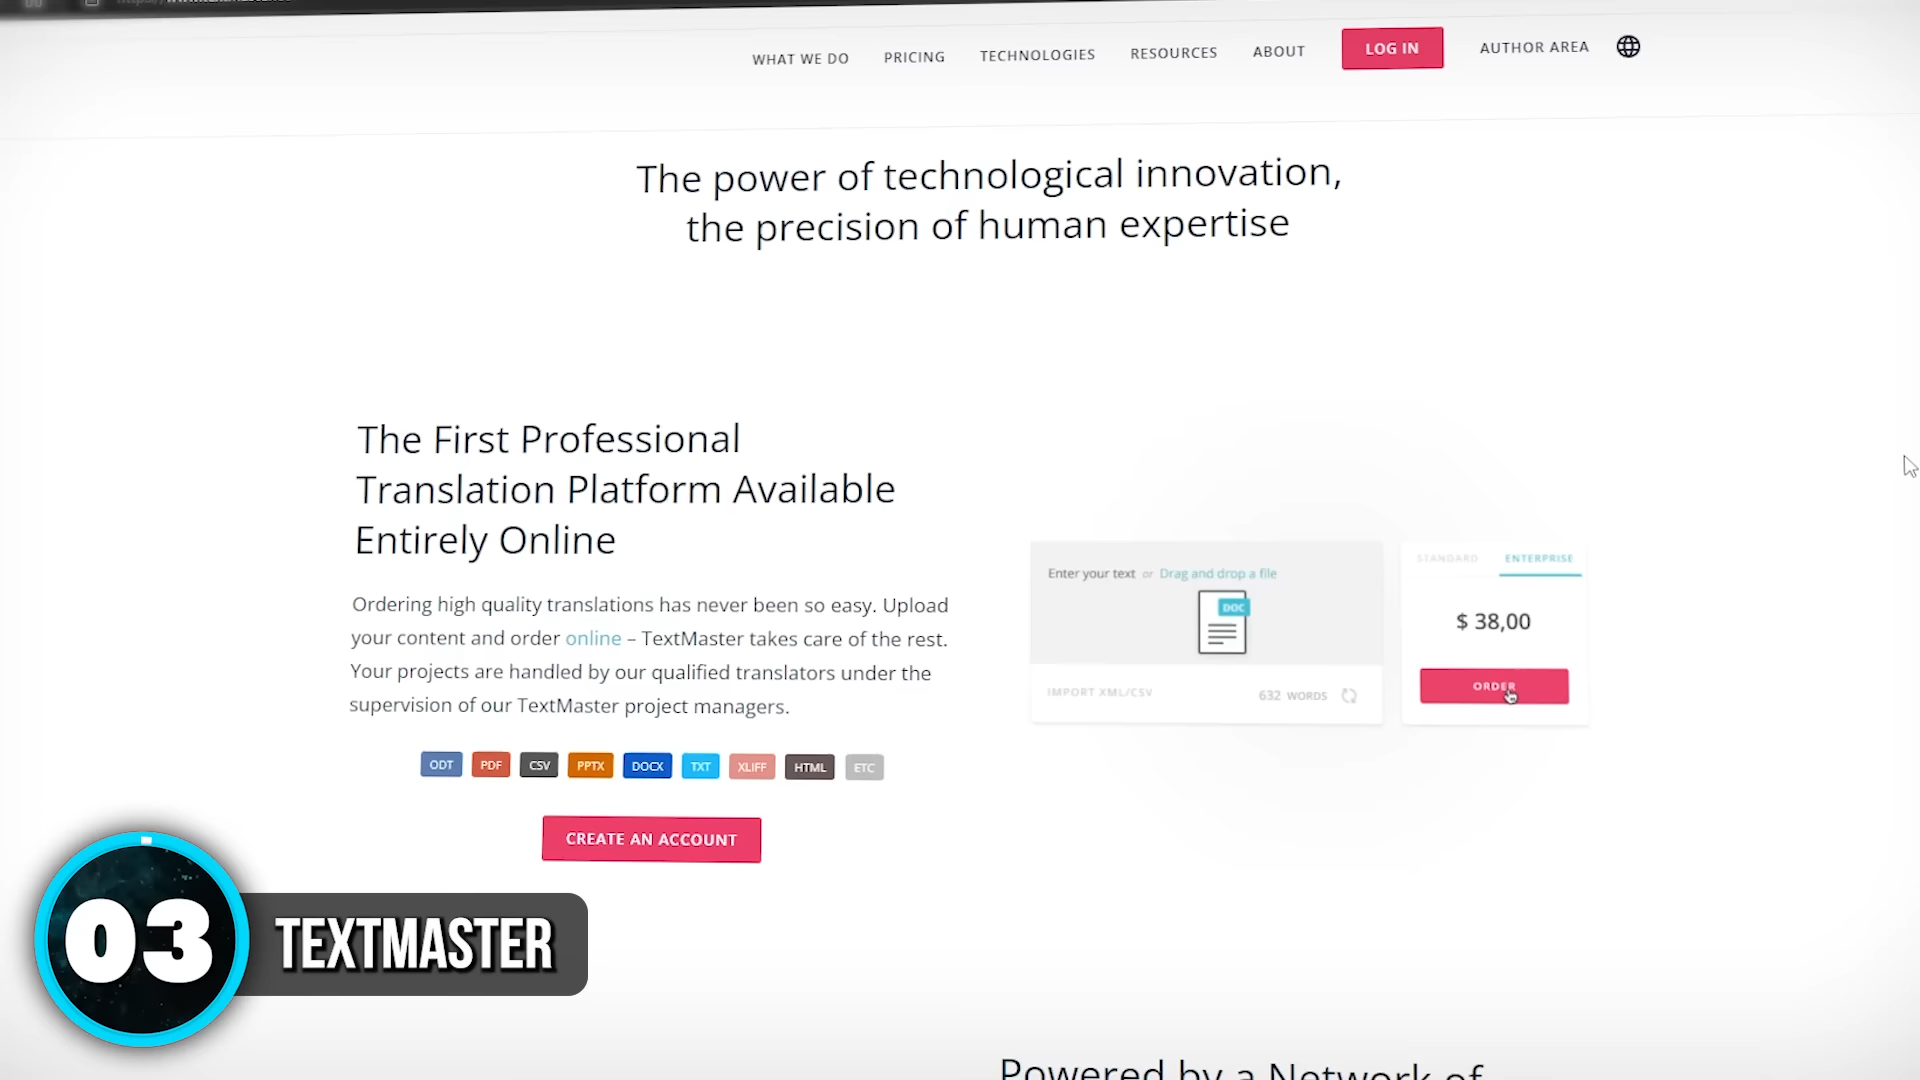 WHAT WE DO PRICING TECHNOLOGIES RESOURCES ABOUT LOG IN AUTHOR AREA
The power of technological innovation,
the precision of human expertise
The First Professional
Translation Platform Available
Entirely Online
Ordering high quality translations has never been so easy. Upload
your content and order online – TextMaster takes care of the rest.
Your projects are handled by our qualified translators under the
supervision of our TextMaster project managers.
ODT PDF CSV PPTX DOCX TXT XLIFF HTML ETC
CREATE AN ACCOUNT
Enter your text or Drag and drop a file
DOC
IMPORT XML/CSV 632 WORDS
STANDARD ENTERPRISE
$ 38,00
ORDER
03 TEXTMASTER
Powered by a Network of